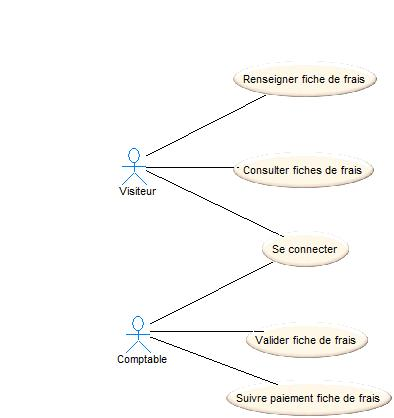 Renseigner fiche de frais
Consulter fiches de frais
Visiteur
Se connecter
Valider fiche de frais
Comptable
Suivre paiement fiche de frais